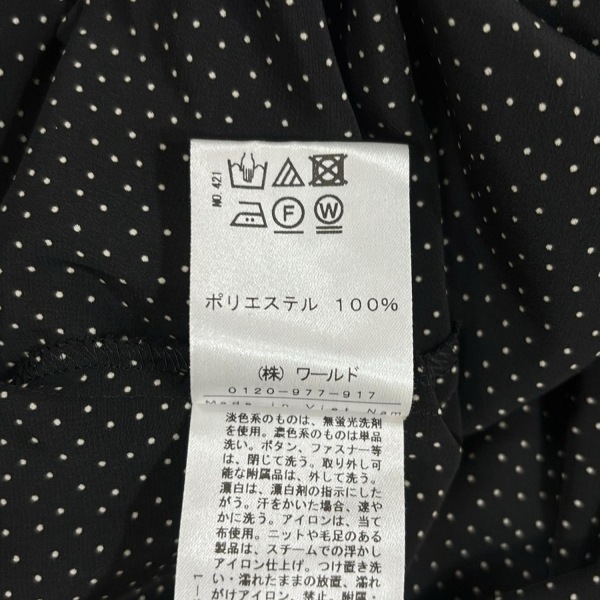 NO.421
F
W
ポリエステル 100%
(株) ワールド
0120-977-917
Made in Viet Nam
淡色系のものは、無蛍光洗剤
を使用。濃色系のものは単品
洗い。ボタン、ファスナー等
は、閉じて洗う。取り外し可
能な附属品は、外して洗う。
漂白は、漂白剤の指示にした
がう。汗をかいた場合、速や
かに洗う。アイロンは、当て
布使用。ニットや毛足のある
製品は、スチームでの浮かし
アイロン仕上げ。つけ置き洗
い・濡れたままの放置、濡れ
がけアイロン、禁止。附属・